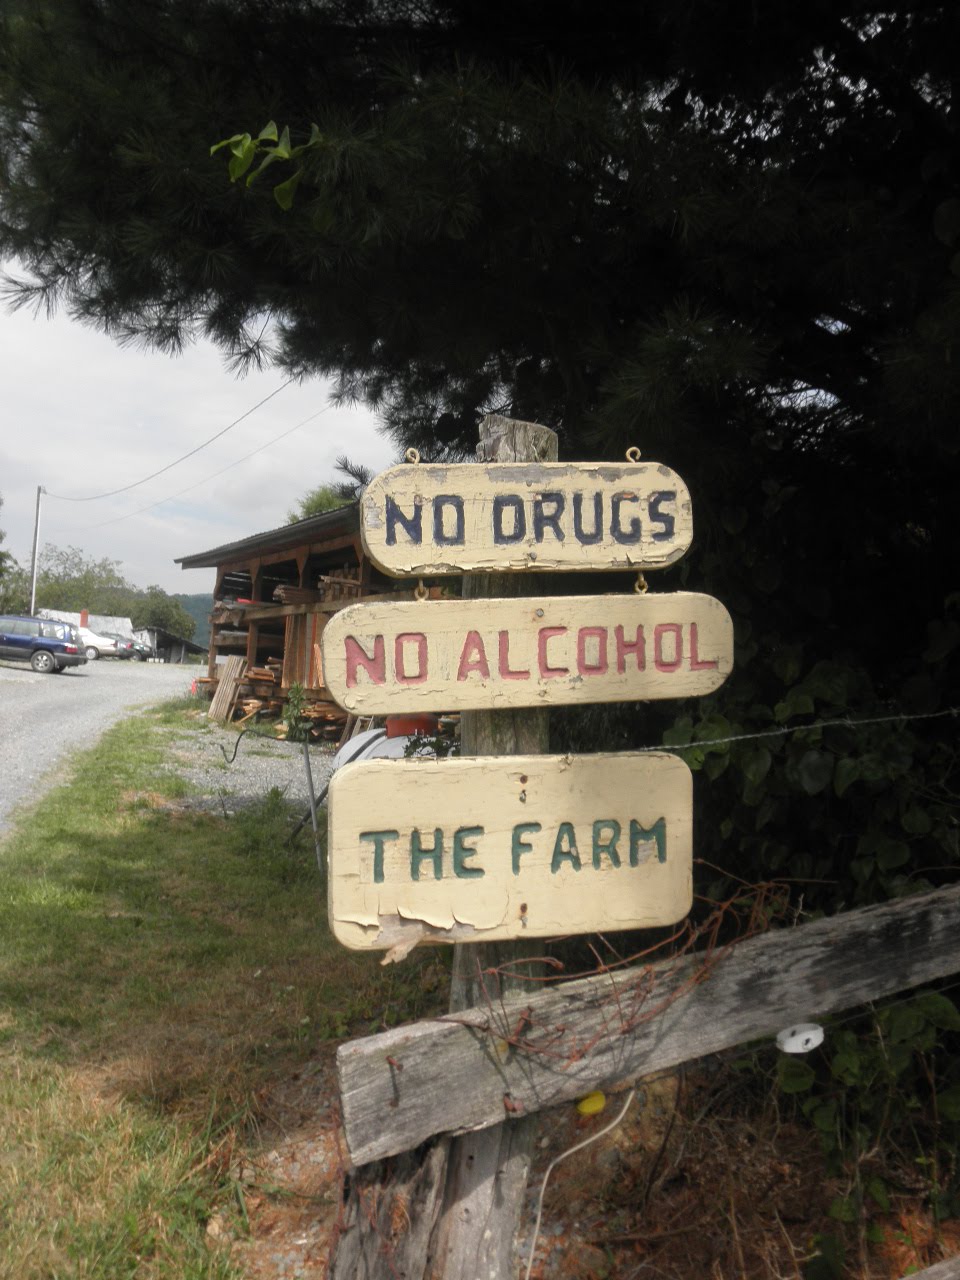 NO DRUGS
NO ALCOHOL
THE FARM